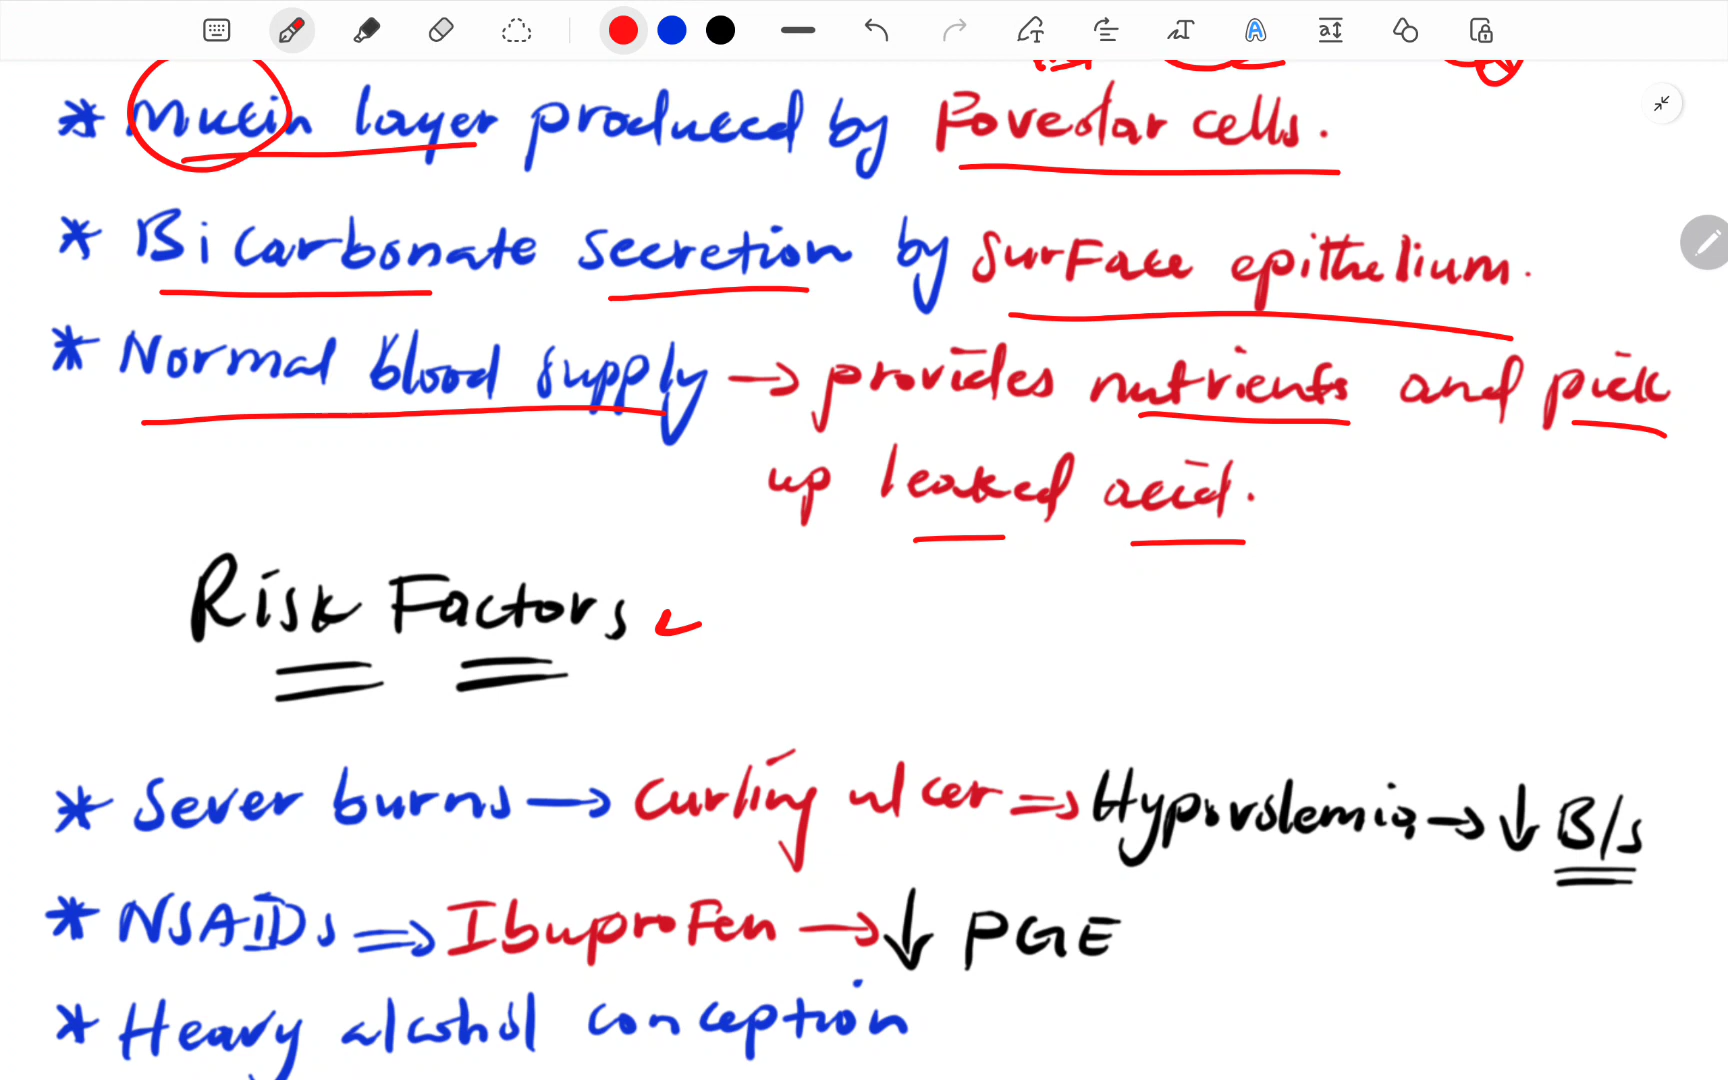 * Mucin layer produced by Foveolar cells.
* Bicarbonate secretion by surface epithelium.
* Normal blood supply → provides nutrients and pick
up leaked acid.
Risk Factors
* Sever burns → Curling ulcer ⇒ Hypovolemia → ↓ B/s
* NSAIDs ⇒ Ibuprofen → ↓ PGE
* Heavy alcohol conception